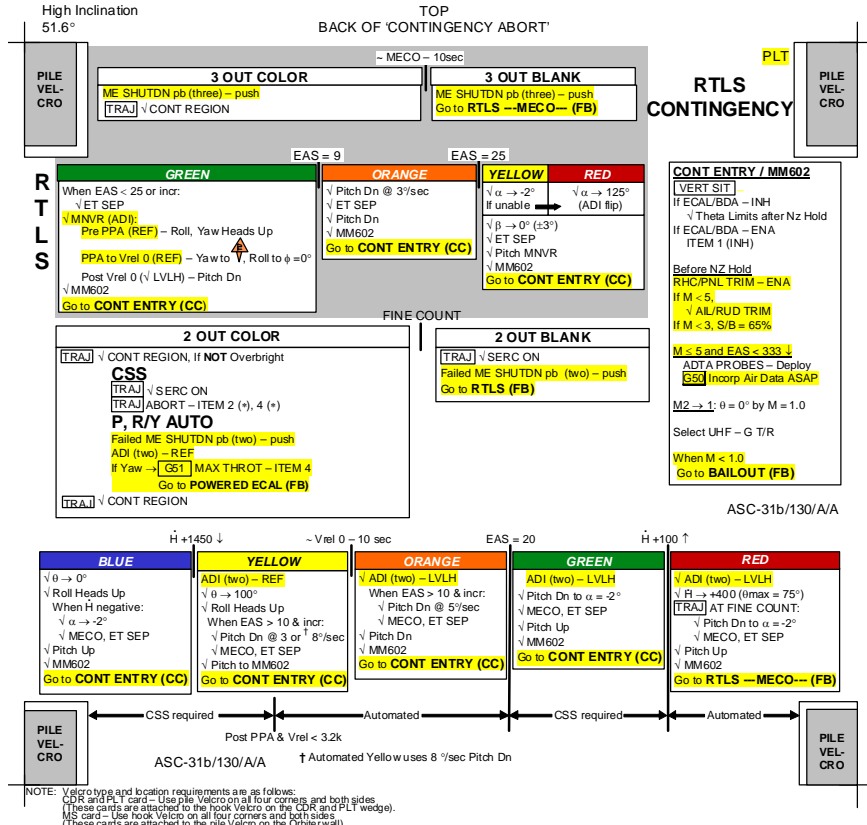 High Inclination
51.6°
TOP
BACK OF ‘CONTINGENCY ABORT’
PILE
VEL-
CRO
~ MECO – 10sec
3 OUT COLOR
ME SHUTDN pb (three) – push
TRAJ √ CONT REGION
3 OUT BLANK
ME SHUTDN pb (three) – push
Go to RTLS ---MECO--- (FB)
PLT
RTLS
CONTINGENCY
PILE
VEL-
CRO
R
T
L
S
EAS = 9
EAS = 25
GREEN
When EAS < 25 or incr:
√ ET SEP
√ MNVR (ADI):
Pre PPA (REF) – Roll, Yaw Heads Up
PPA to Vrel 0 (REF) – Yaw to E, Roll to ϕ = 0°
Post Vrel 0 (√ LVLH) – Pitch Dn
√ MM602
Go to CONT ENTRY (CC)
ORANGE
√ Pitch Dn @ 3°/sec
√ ET SEP
√ Pitch Dn
√ MM602
Go to CONT ENTRY (CC)
YELLOW
RED
√ α → -2°
If unable
√ α → 125°
(ADI flip)
√ β → 0° (±3°)
√ ET SEP
√ Pitch MNVR
√ MM602
Go to CONT ENTRY (CC)
CONT ENTRY / MM602
VERT SIT
If ECAL/BDA – INH
√ Theta Limits after Nz Hold
If ECAL/BDA – ENA
ITEM 1 (INH)
Before NZ Hold
RHC/PNL TRIM – ENA
If M < 5,
√ AIL/RUD TRIM
If M < 3, S/B = 65%
M ≤ 5 and EAS < 333 ↓
ADTA PROBES – Deploy
G50 Incorp Air Data ASAP
M2 → 1: θ = 0° by M = 1.0
Select UHF – G T/R
When M < 1.0
Go to BAILOUT (FB)
FINE COUNT
2 OUT COLOR
TRAJ √ CONT REGION, If NOT Overbright
CSS
TRAJ √ SERC ON
TRAJ ABORT – ITEM 2 (*), 4 (*)
P, R/Y AUTO
Failed ME SHUTDN pb (two) – push
ADI (two) – REF
If Yaw → G51 MAX THROT – ITEM 4
Go to POWERED ECAL (FB)
TRAJ √ CONT REGION
2 OUT BLANK
TRAJ √ SERC ON
Failed ME SHUTDN pb (two) – push
Go to RTLS (FB)
ASC-31b/130/A/A
Ḣ +1450 ↓
~ Vrel 0 – 10 sec
EAS = 20
Ḣ +100 ↑
BLUE
√ θ → 0°
√ Roll Heads Up
When Ḣ negative:
√ α → -2°
√ MECO, ET SEP
√ Pitch Up
√ MM602
Go to CONT ENTRY (CC)
YELLOW
ADI (two) – REF
√ θ → 100°
√ Roll Heads Up
When EAS > 10 & incr:
√ Pitch Dn @ 3 or † 8°/sec
√ MECO, ET SEP
√ Pitch to MM602
Go to CONT ENTRY (CC)
ORANGE
√ ADI (two) – LVLH
When EAS > 10 & incr:
√ Pitch Dn @ 5°/sec
√ MECO, ET SEP
√ Pitch Dn
√ MM602
Go to CONT ENTRY (CC)
GREEN
ADI (two) – LVLH
√ Pitch Dn to α = -2°
√ MECO, ET SEP
√ Pitch Up
√ MM602
Go to CONT ENTRY (CC)
RED
√ ADI (two) – LVLH
√ Ḣ → +400 (θmax = 75°)
TRAJ AT FINE COUNT:
√ Pitch Dn to α = -2°
√ MECO, ET SEP
√ Pitch Up
√ MM602
Go to RTLS ---MECO--- (FB)
CSS required
Automated
CSS required
Automated
PILE
VEL-
CRO
Post PPA & Vrel < 3.2k
ASC-31b/130/A/A
† Automated Yellow uses 8 °/sec Pitch Dn
PILE
VEL-
CRO
NOTE: Velcro type and location requirements are as follows:
CDR and PLT card – Use pile Velcro on all four corners and both sides
(These cards are attached to the hook Velcro on the CDR and PLT wedge).
MS card – Use hook Velcro on all four corners and both sides
(These cards are attached to the pile Velcro on the Orbiter wall)